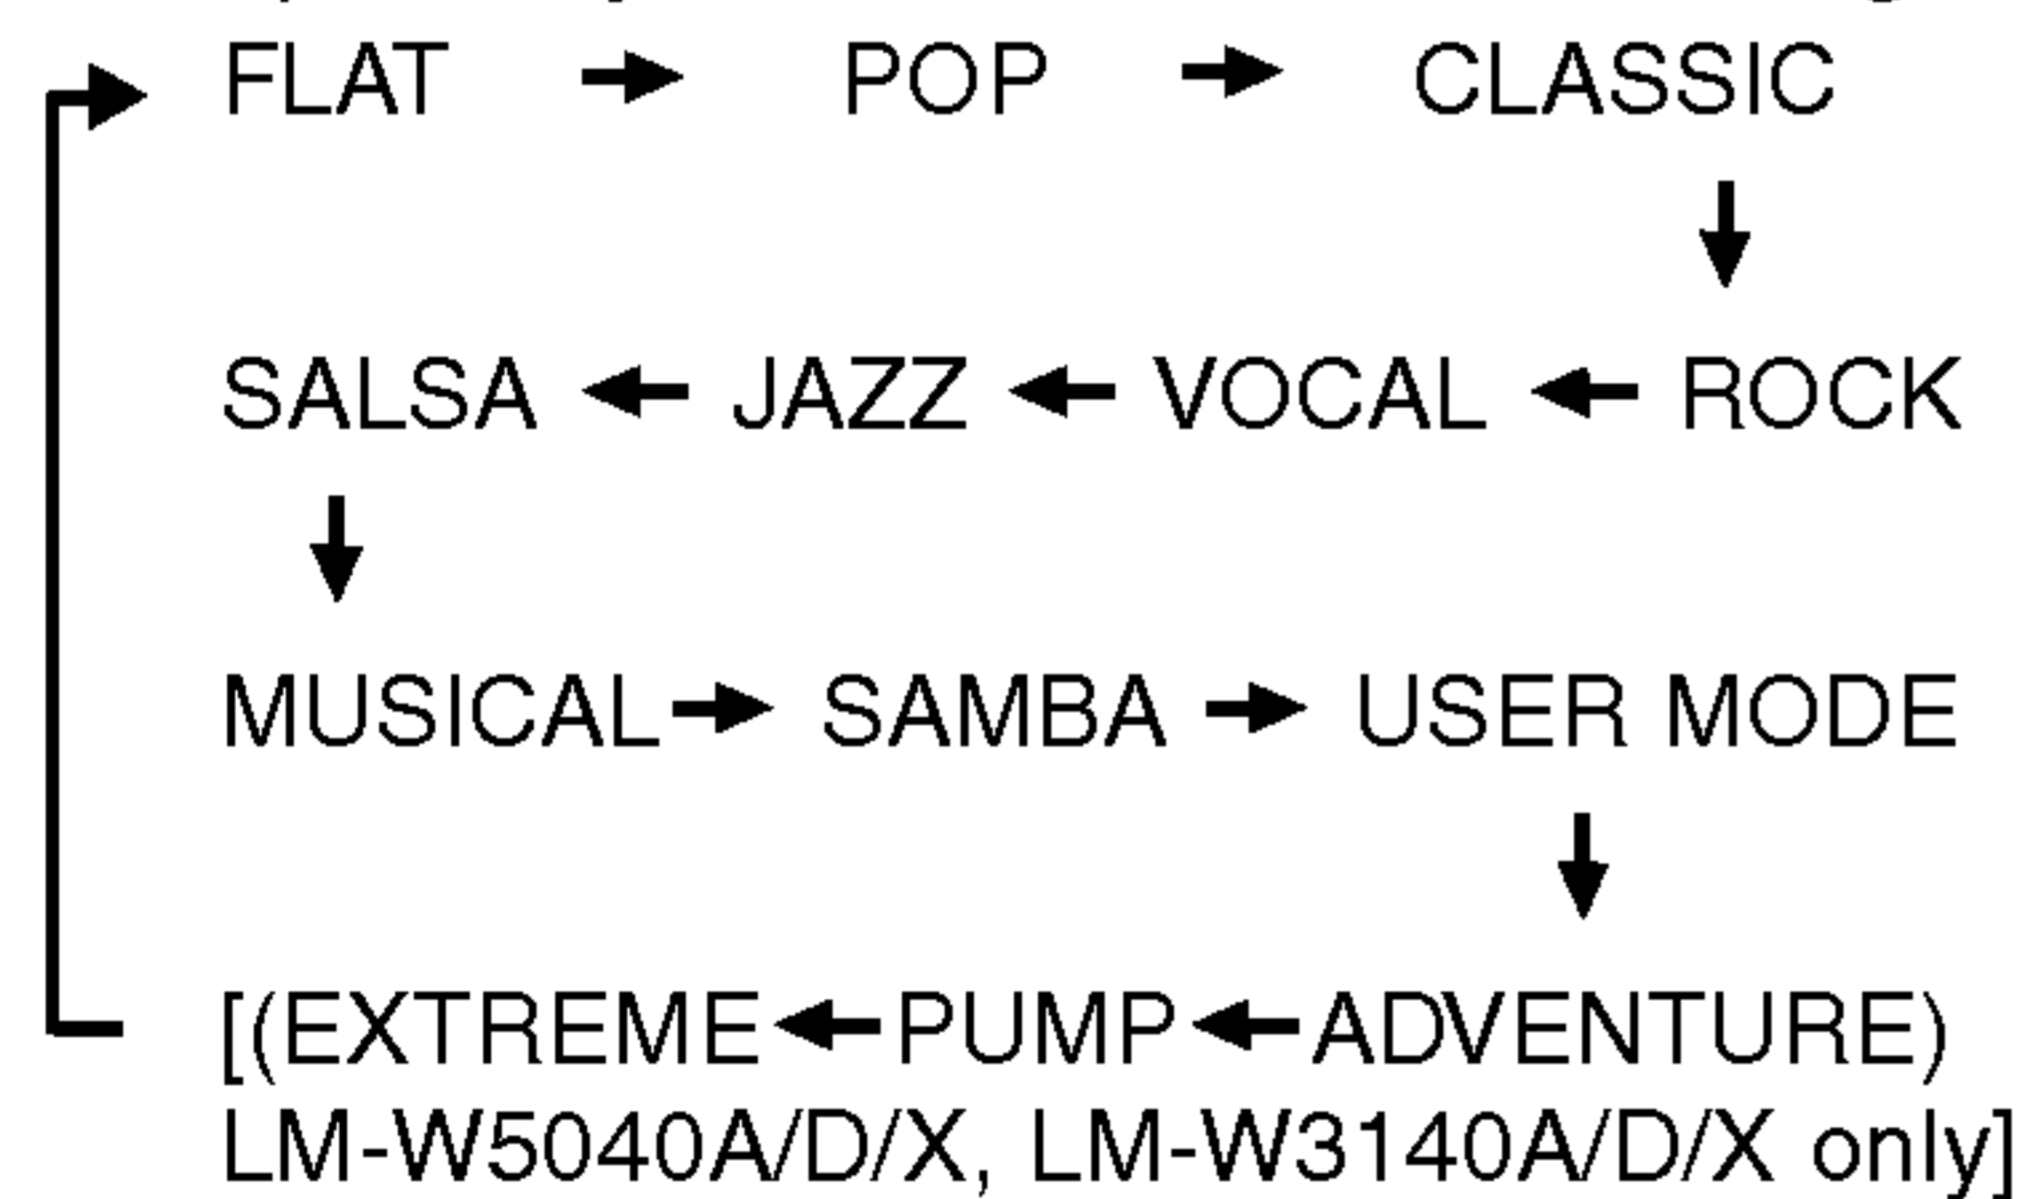 FLAT → POP → CLASSIC
SALSA ← JAZZ ← VOCAL ← ROCK
MUSICAL → SAMBA → USER MODE
[(EXTREME ← PUMP ← ADVENTURE)
LM-W5040A/D/X, LM-W3140A/D/X only]